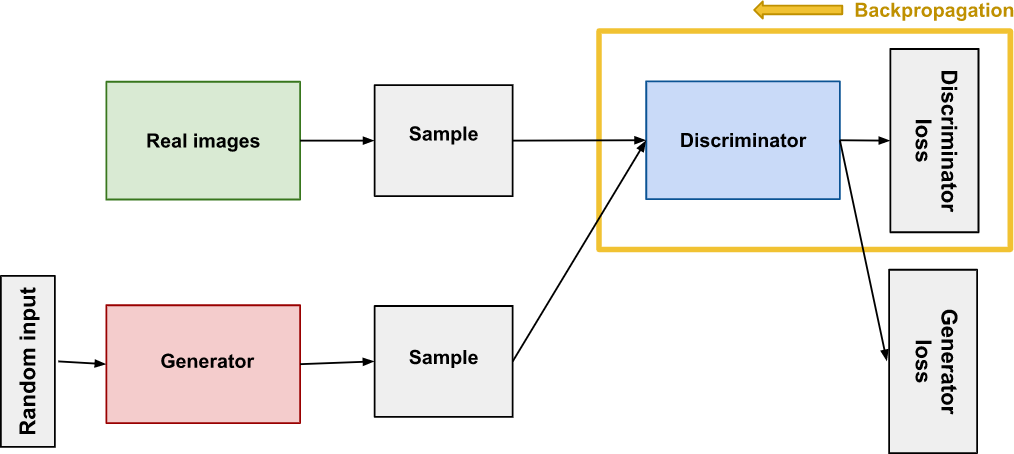 Backpropagation
Real images
Sample
Discriminator
Discriminator
loss
Random input
Generator
Sample
Generator
loss